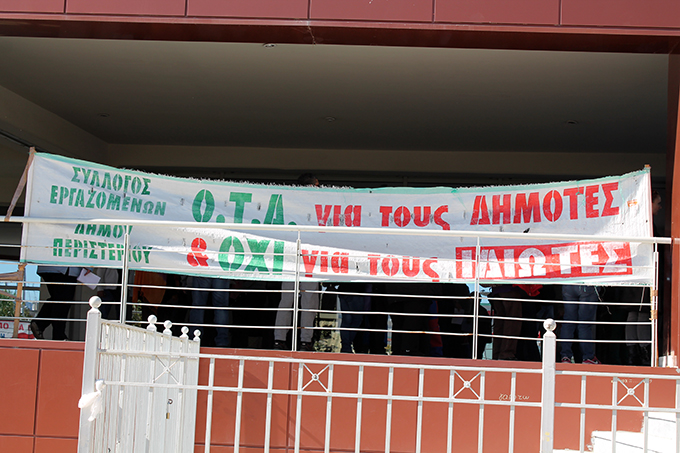 ΣΥΛΛΟΓΟΣ
ΕΡΓΑΖΟΜΕΝΩΝ
ΔΗΜΟΥ
ΠΕΡΙΣΤΕΡΙΟΥ
Ο.Τ.Α. για τους ΔΗΜΟΤΕΣ
& ΟΧΙ για τους ΙΔΙΩΤΕΣ